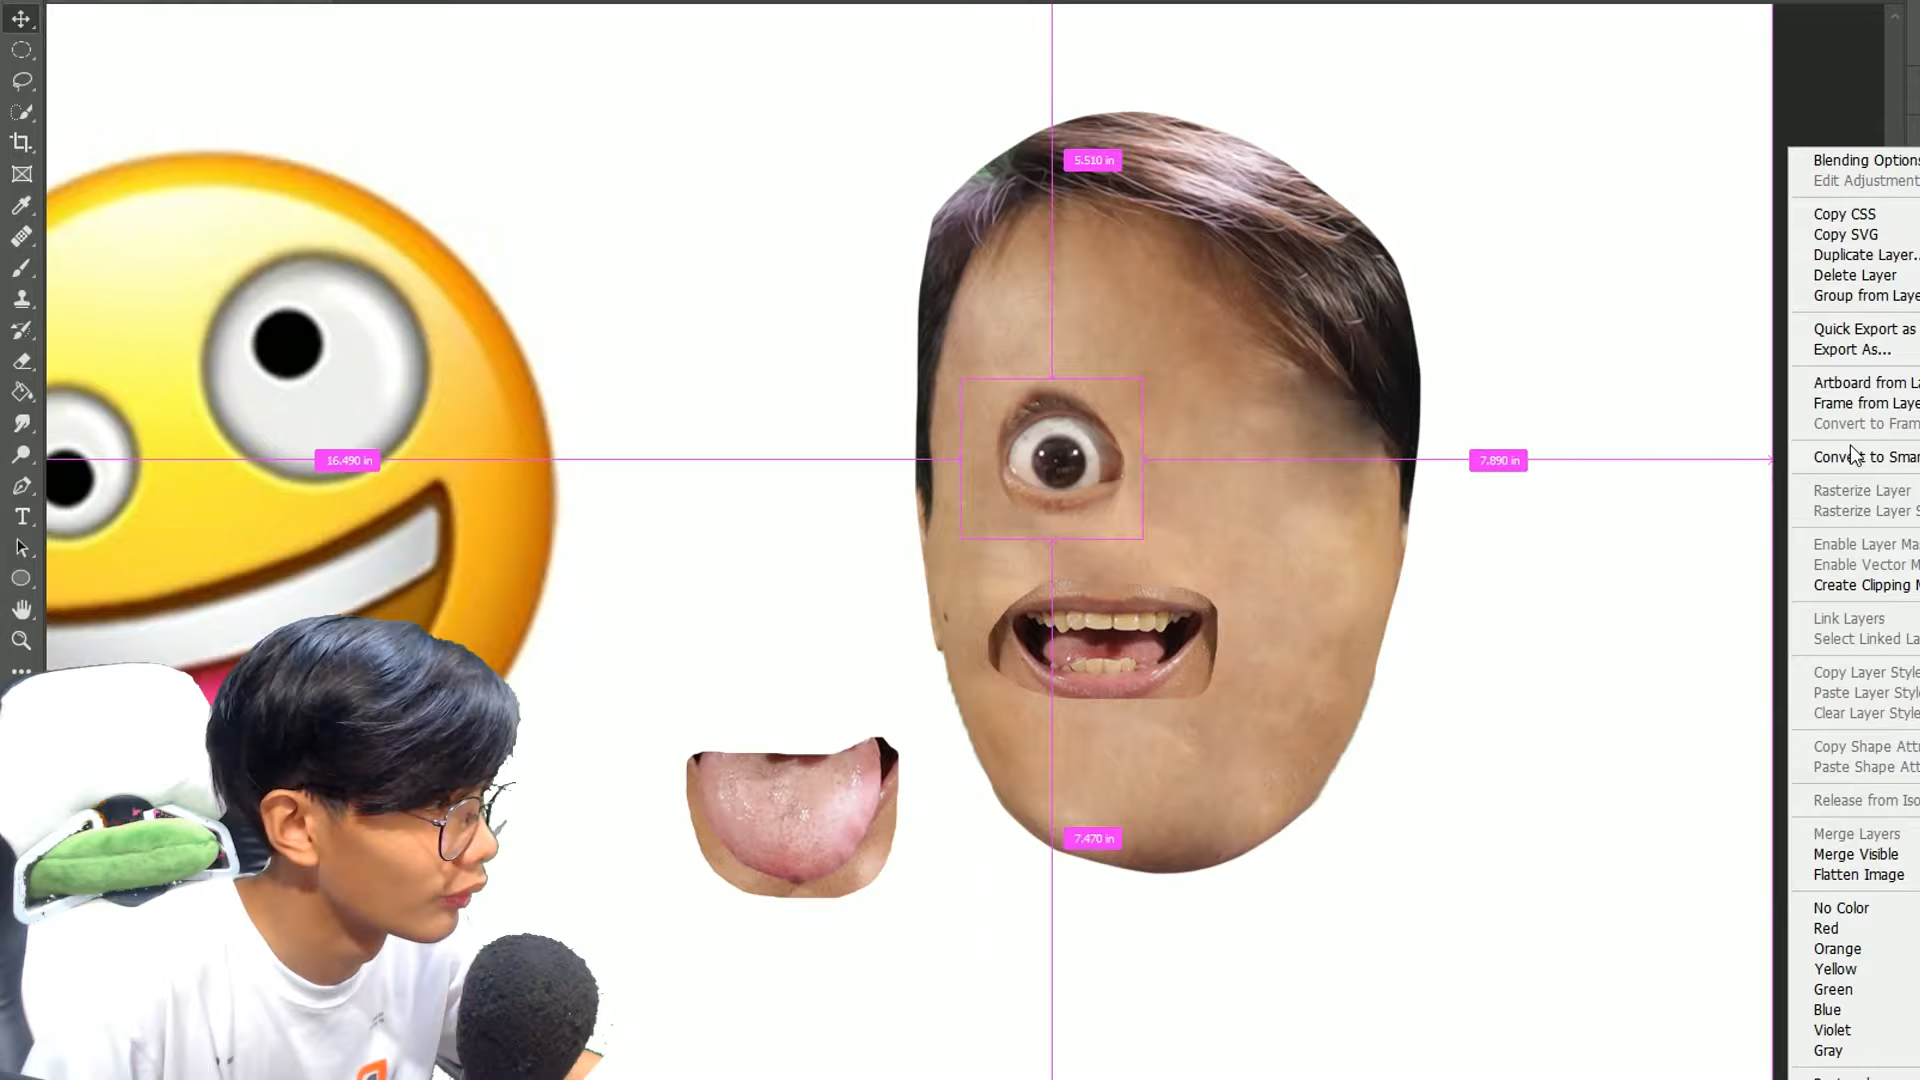 5.510 in
16.490 in
7.890 in
7.470 in
T
Blending Options
Edit Adjustment
Copy CSS
Copy SVG
Duplicate Layer..
Delete Layer
Group from Laye
Quick Export as
Export As...
Artboard from La
Frame from Laye
Convert to Fram
Convert to Smar
Rasterize Layer
Rasterize Layer S
Enable Layer Ma
Enable Vector M
Create Clipping M
Link Layers
Select Linked La
Copy Layer Style
Paste Layer Style
Clear Layer Style
Copy Shape Att
Paste Shape Att
Release from Iso
Merge Layers
Merge Visible
Flatten Image
No Color
Red
Orange
Yellow
Green
Blue
Violet
Gray